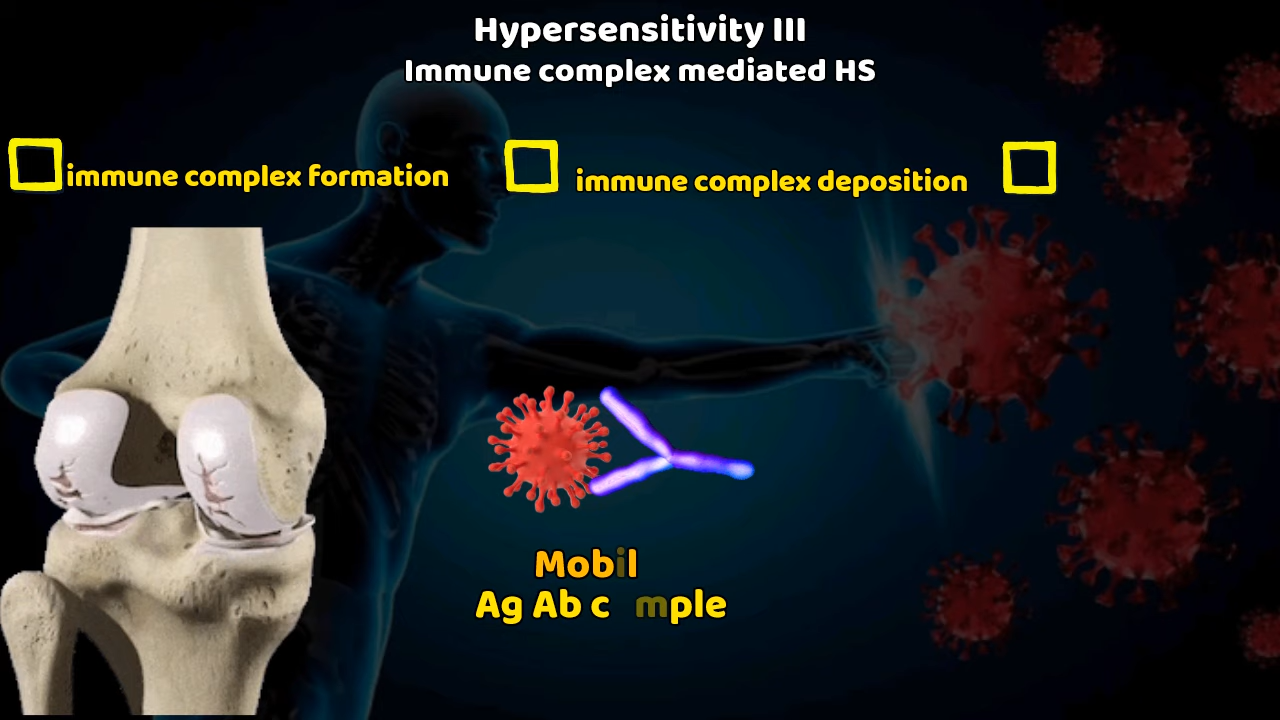 Hypersensitivity III
Immune complex mediated HS
immune complex formation
immune complex deposition
Mobil
Ag Ab c mple